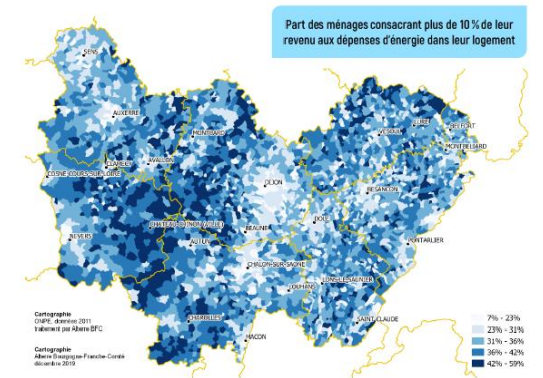 Part des ménages consacrant plus de 10 % de leur
revenu aux dépenses d'énergie dans leur logement
SENS
AUXERRE
MONTBARD
CLAMECY
AVALLON
COSNE-COURS-SUR-LOIRE
VESOUL
LURE
BELFORT
MONTBELIARD
DIJON
BESANCON
NEVERS
CHATEAU-CHINON (VILLE)
AUTUN
BEAUNE
DOLE
PONTARLIER
CHALON-SUR-SAONE
LOUHANS
LONS-LE-SAUNIER
CHAROLLES
SAINT-CLAUDE
MACON
Cartographie
ONPE, données 2011
traitement par Alterre BFC
Cartographie
Alterre Bourgogne-Franche-Comté
décembre 2019
7% - 23%
23% - 31%
31% - 36%
36% - 42%
42% - 59%